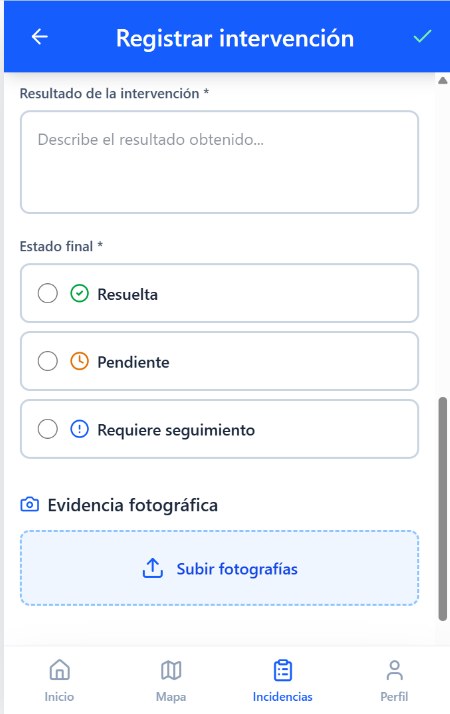 Registrar intervención
Resultado de la intervención *
Describe el resultado obtenido...
Estado final *
Resuelta
Pendiente
Requiere seguimiento
Evidencia fotográfica
Subir fotografías
Inicio
Mapa
Incidencias
Perfil